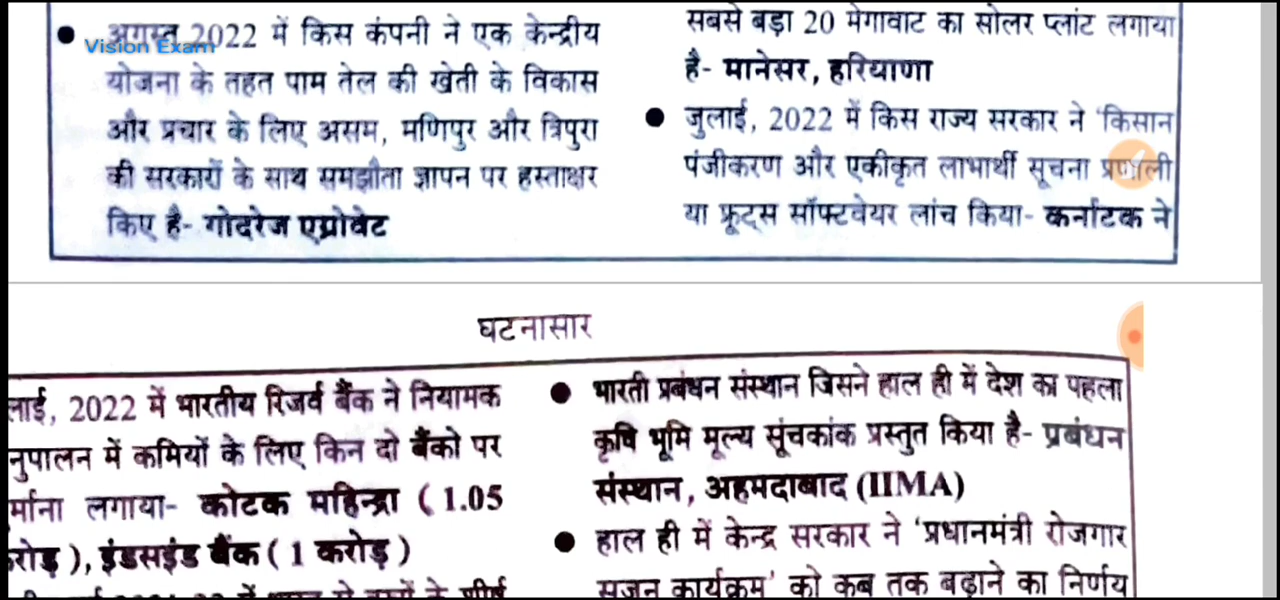 अगस्त 2022 में किस कंपनी ने एक केन्द्रीय
Vision Exam
योजना के तहत पाम तेल की खेती के विकास
और प्रचार के लिए असम, मणिपुर और त्रिपुरा
की सरकारों के साथ समझौता ज्ञापन पर हस्ताक्षर
किए है- गोदरेज एग्रोवेट
सबसे बड़ा 20 मेगावाट का सोलर प्लांट लगाया
है- मानेसर, हरियाणा
जुलाई, 2022 में किस राज्य सरकार ने 'किसान
पंजीकरण और एकीकृत लाभार्थी सूचना प्रणाली
या फ्रूट्स सॉफ्टवेयर लांच किया- कर्नाटक ने
घटनासार
लाई, 2022 में भारतीय रिजर्व बैंक ने नियामक
नुपालन में कमियों के लिए किन दो बैंको पर
र्माना लगाया- कोटक महिन्द्रा (1.05
रोड़), इंडसइंड बैंक (1 करोड़)
भारती प्रबंधन संस्थान जिसने हाल ही में देश का पहला
कृषि भूमि मूल्य सूंचकांक प्रस्तुत किया है- प्रबंधन
संस्थान, अहमदाबाद (IIMA)
हाल ही में केन्द्र सरकार ने 'प्रधानमंत्री रोजगार
सृजन कार्यक्रम' को कब तक बढ़ाने का निर्णय